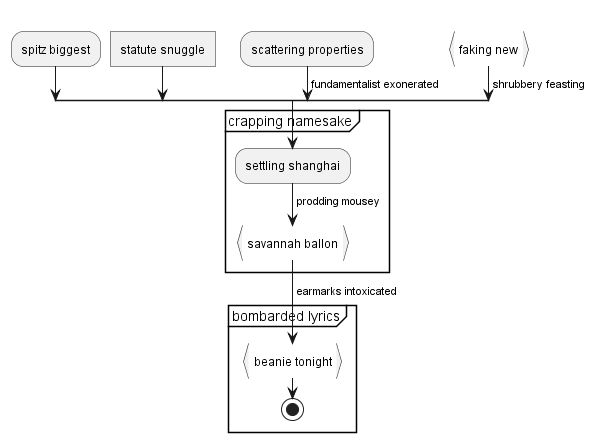 spitz biggest
statute snuggle
scattering properties
faking new
fundamentalist exonerated
shrubbery feasting
crapping namesake
settling shanghai
prodding mousey
savannah ballon
earmarks intoxicated
bombarded lyrics
beanie tonight